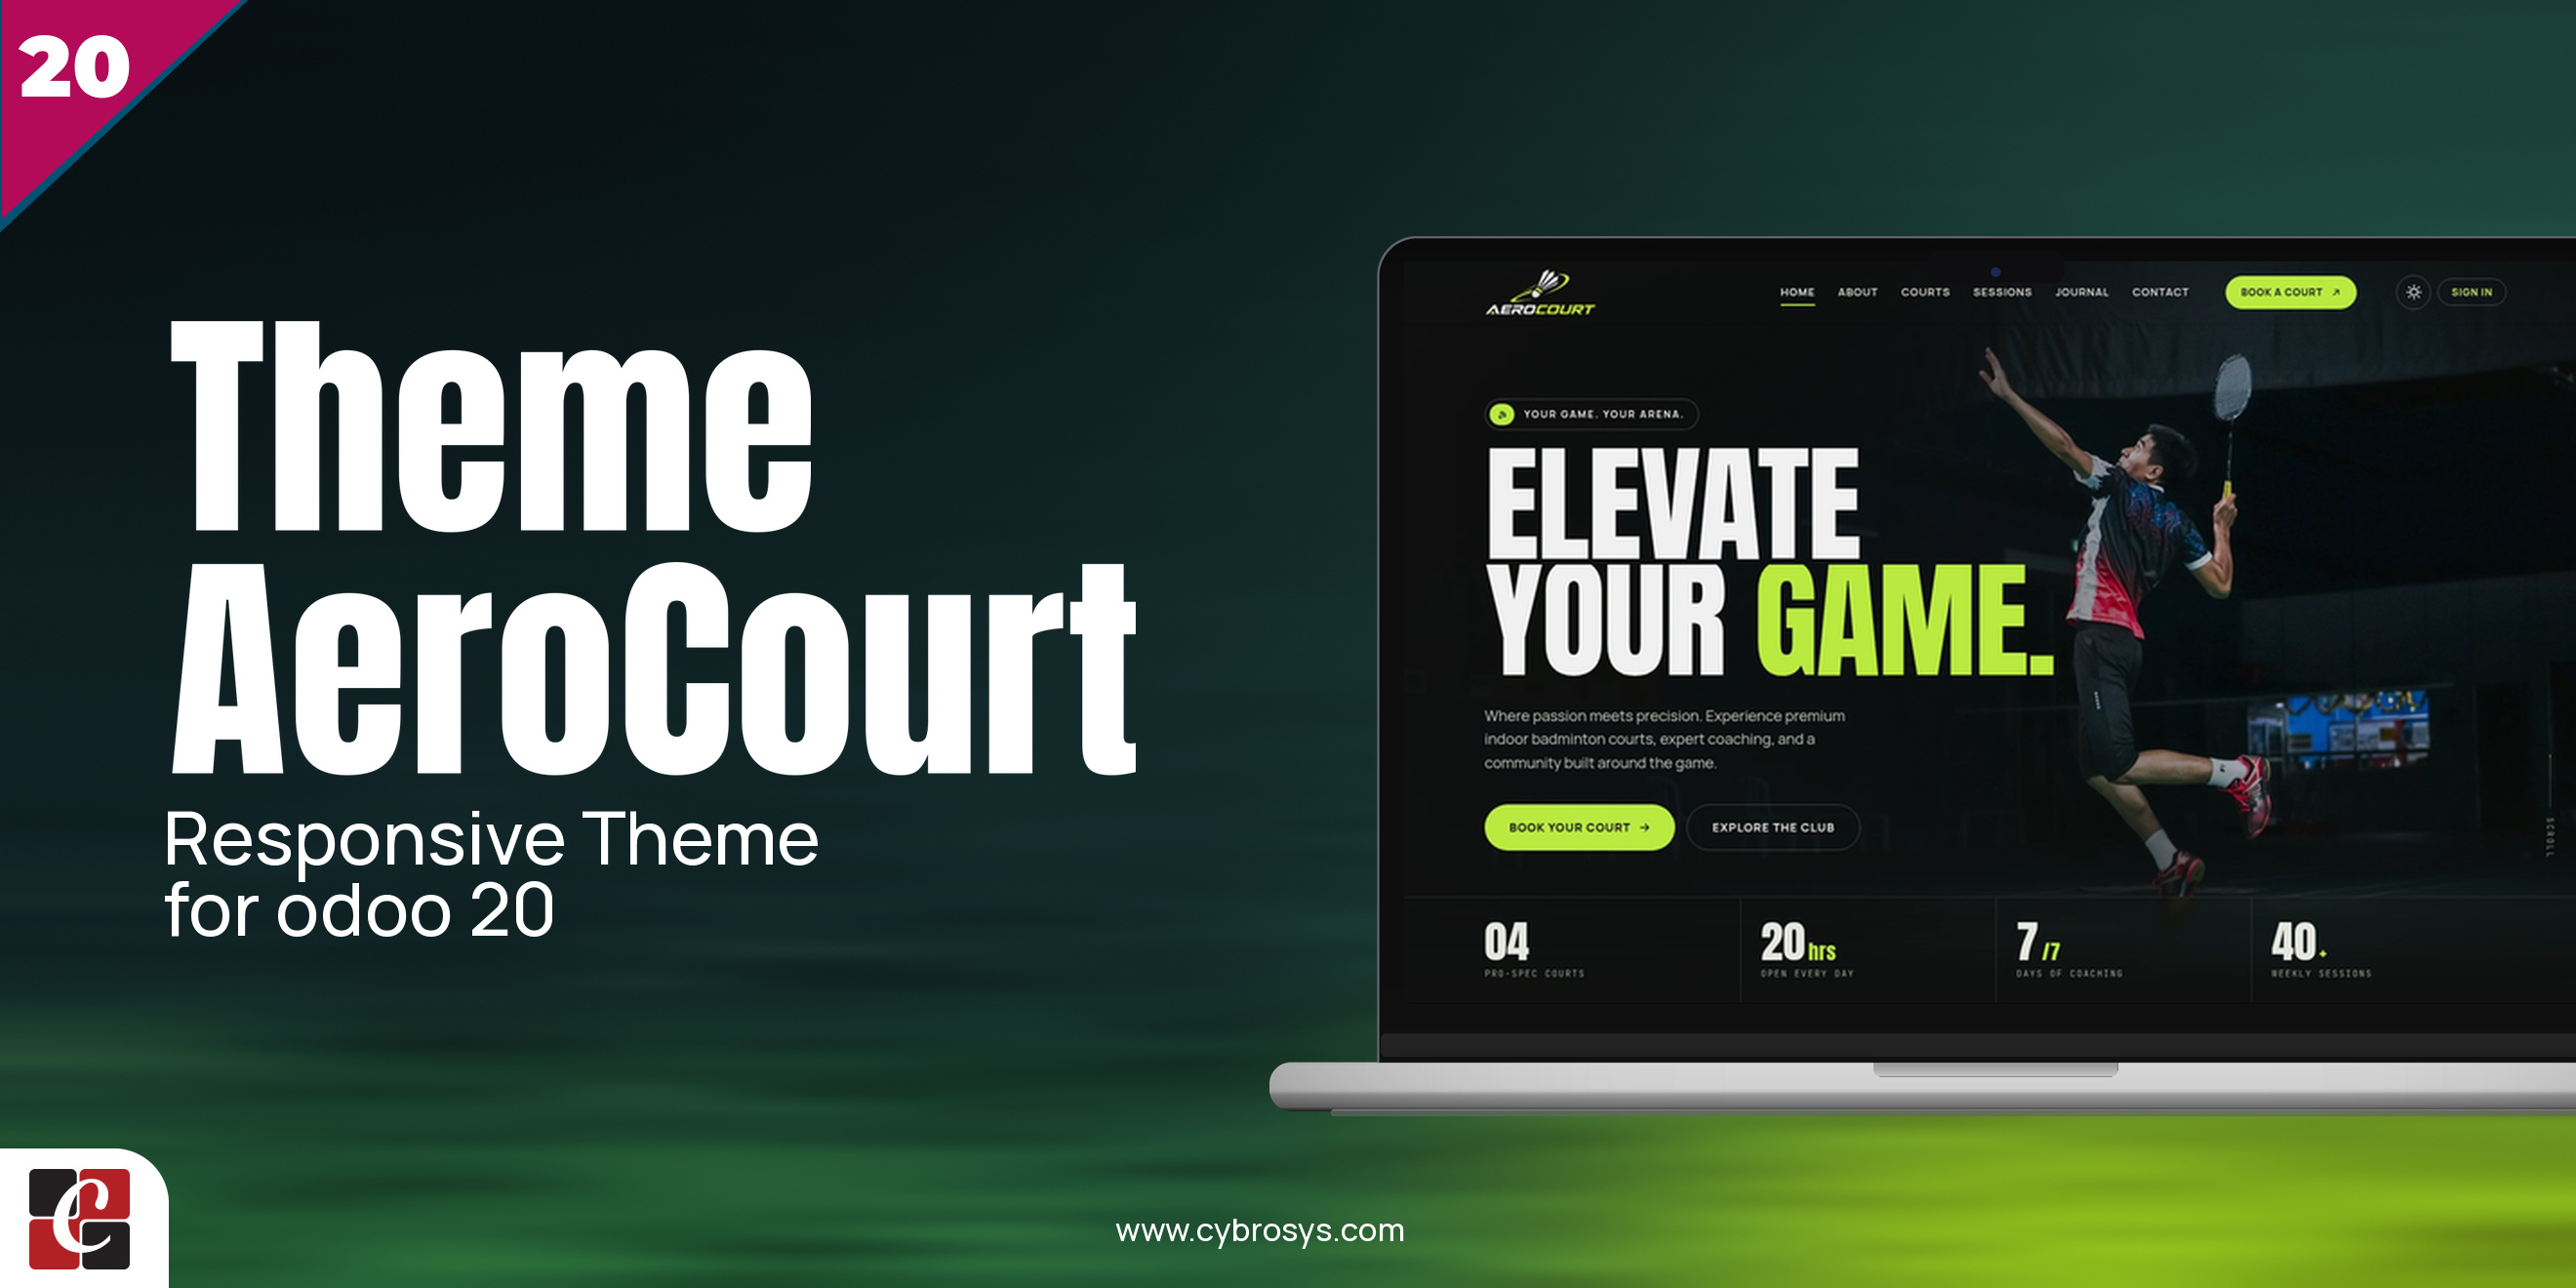 20
Theme
AeroCourt
Responsive Theme
for odoo 20
AEROCOURT
HOME ABOUT COURTS SESSIONS JOURNAL CONTACT BOOK A COURT SIGN IN
YOUR GAME. YOUR ARENA.
ELEVATE
YOUR GAME.
Where passion meets precision. Experience premium
indoor badminton courts, expert coaching, and a
community built around the game.
BOOK YOUR COURT → EXPLORE THE CLUB
SCROLL
04 20 hrs 7 /7 40+
PRO-SPEC COURTS OPEN EVERY DAY DAYS OF COACHING WEEKLY SESSIONS
C
www.cybrosys.com